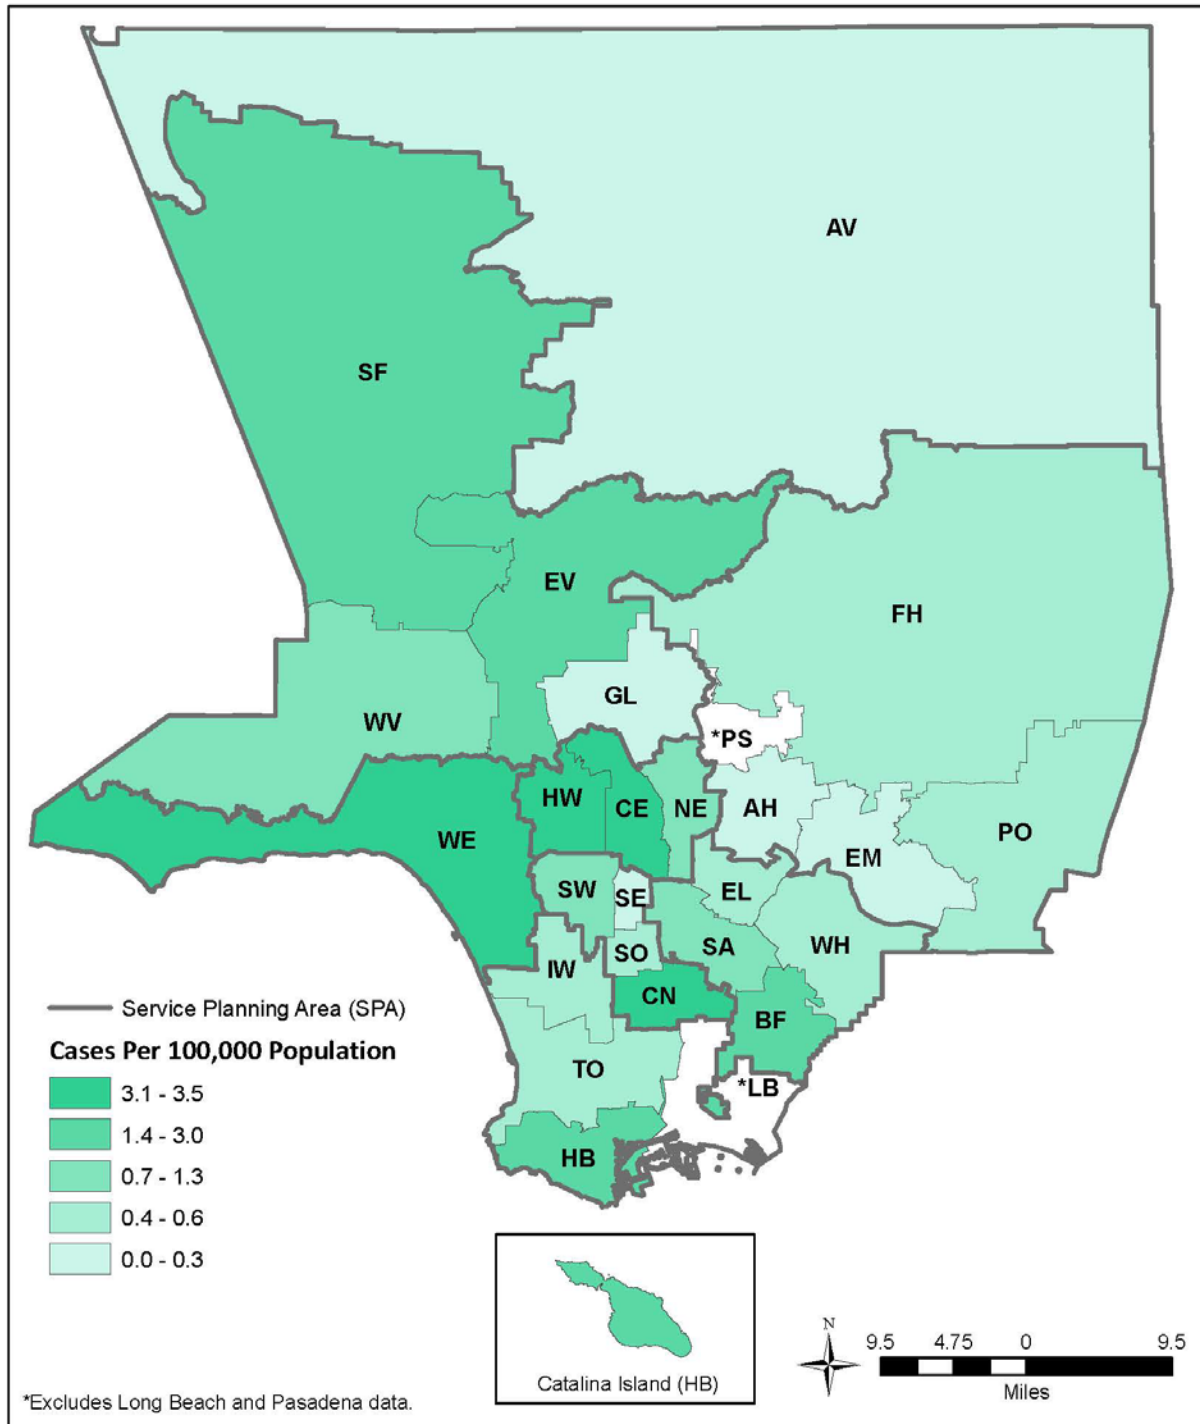 AV
SF
EV
FH
GL
WV
*PS
HW
CE
NE
AH
PO
WE
EM
SW
SE
EL
SA
WH
SO
IW
CN
BF
TO
*LB
HB
Service Planning Area (SPA)
Cases Per 100,000 Population
3.1 - 3.5
1.4 - 3.0
0.7 - 1.3
0.4 - 0.6
0.0 - 0.3
Catalina Island (HB)
N
9.5 4.75 0 9.5
Miles
*Excludes Long Beach and Pasadena data.